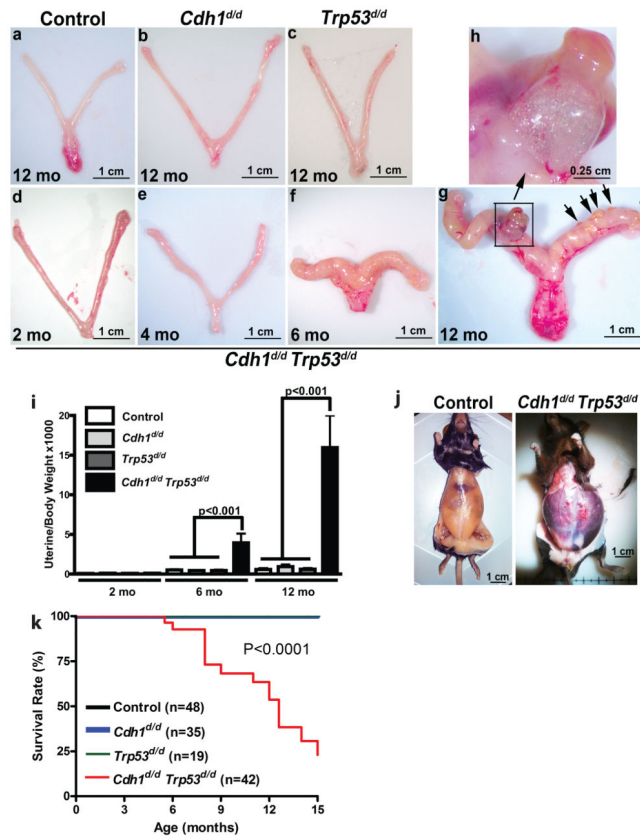 Control Cdh1d/d Trp53d/d
a b c h
12 mo 1 cm 12 mo 1 cm 12 mo 1 cm 0.25 cm
d e f g
2 mo 1 cm 4 mo 1 cm 6 mo 1 cm 12 mo 1 cm
Cdh1d/d Trp53d/d
i
Uterine/Body Weight x1000
20
15
10
5
0
Control
Cdh1d/d
Trp53d/d
Cdh1d/d Trp53d/d
p<0.001
p<0.001
2 mo 6 mo 12 mo
j
Control Cdh1d/d Trp53d/d
1 cm 1 cm
k
Survival Rate (%)
100
75
50
25
0
P<0.0001
Control (n=48)
Cdh1d/d (n=35)
Trp53d/d (n=19)
Cdh1d/d Trp53d/d (n=42)
0 3 6 9 12 15
Age (months)